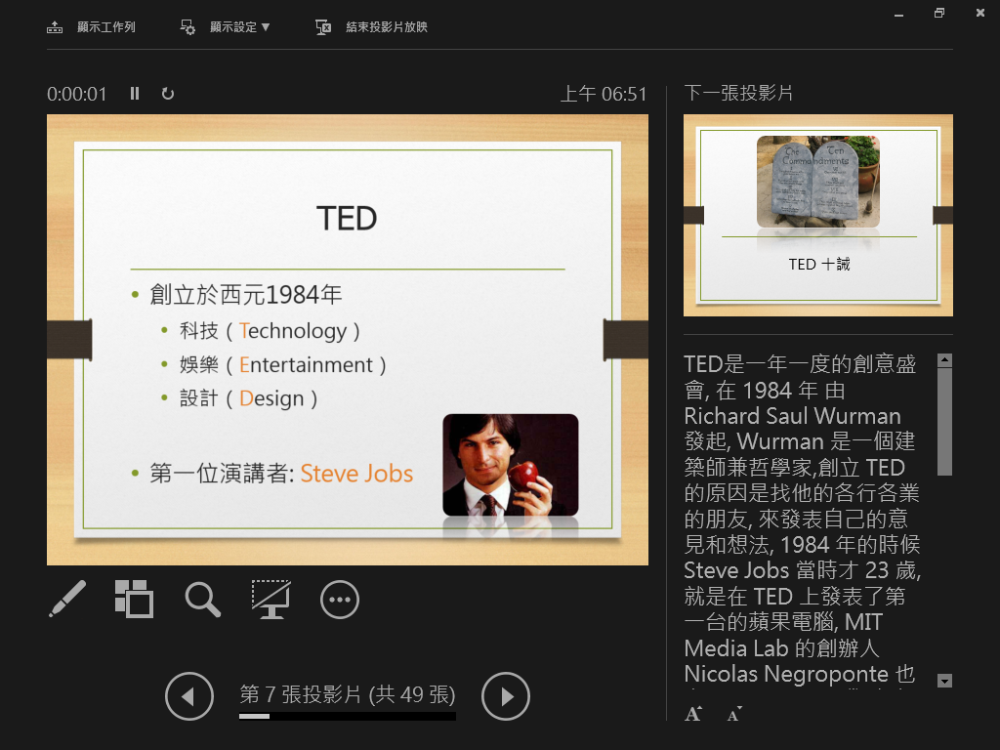 顯示工作列 顯示設定 ▼ 結束投影片放映
0:00:01 上午 06:51
TED
• 創立於西元1984年
• 科技（Technology）
• 娛樂（Entertainment）
• 設計（Design）
• 第一位演講者: Steve Jobs
第 7 張投影片 (共 49 張)
下一張投影片
The Ten
Commandments
TED 十誡
TED是一年一度的創意盛
會, 在 1984 年 由
Richard Saul Wurman
發起, Wurman 是一個建
築師兼哲學家,創立 TED
的原因是找他的各行各業
的朋友, 來發表自己的意
見和想法, 1984 年的時候
Steve Jobs 當時才 23 歲,
就是在 TED 上發表了第
一台的蘋果電腦, MIT
Media Lab 的創辦人
Nicolas Negroponte 也
A A